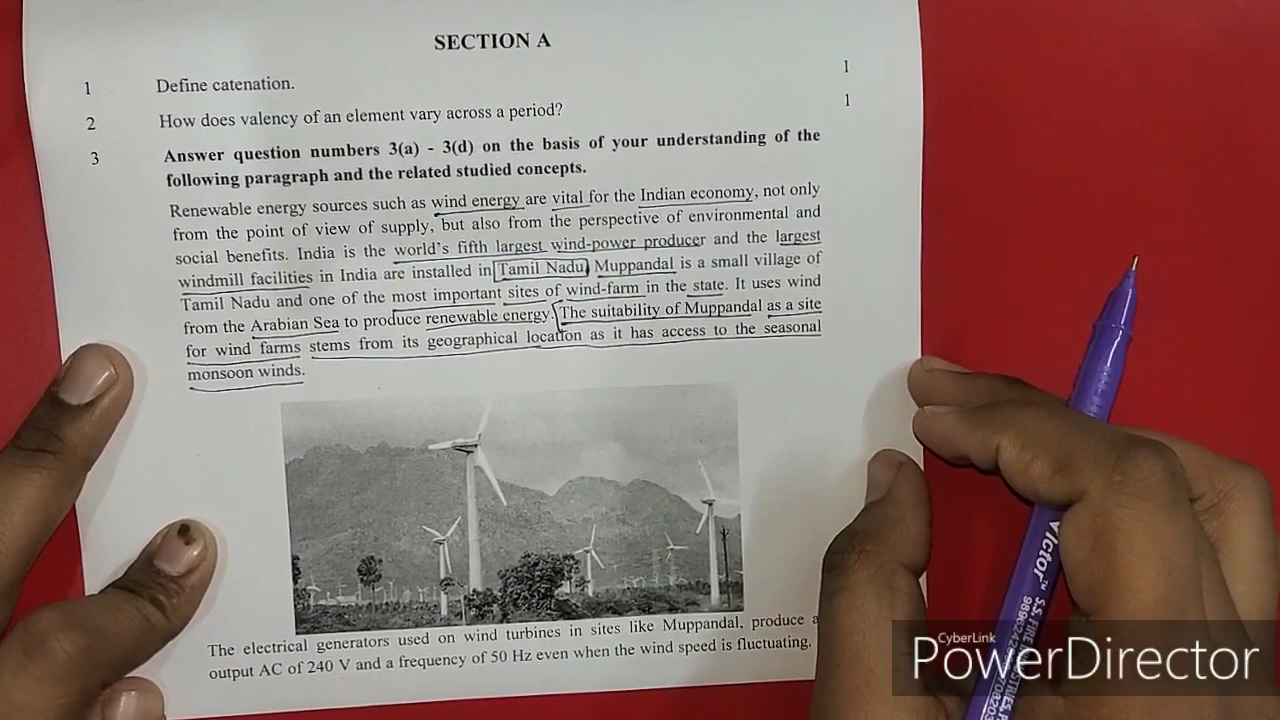 SECTION A
1 Define catenation. 1
2 How does valency of an element vary across a period? 1
3 Answer question numbers 3(a) - 3(d) on the basis of your understanding of the
following paragraph and the related studied concepts.
Renewable energy sources such as wind energy are vital for the Indian economy, not only
from the point of view of supply, but also from the perspective of environmental and
social benefits. India is the world's fifth largest wind-power producer and the largest
windmill facilities in India are installed in Tamil Nadu. Muppandal is a small village of
Tamil Nadu and one of the most important sites of wind-farm in the state. It uses wind
from the Arabian Sea to produce renewable energy. The suitability of Muppandal as a site
for wind farms stems from its geographical location as it has access to the seasonal
monsoon winds.
The electrical generators used on wind turbines in sites like Muppandal, produce a
output AC of 240 V and a frequency of 50 Hz even when the wind speed is fluctuating.
Victor™
CyberLink
PowerDirector